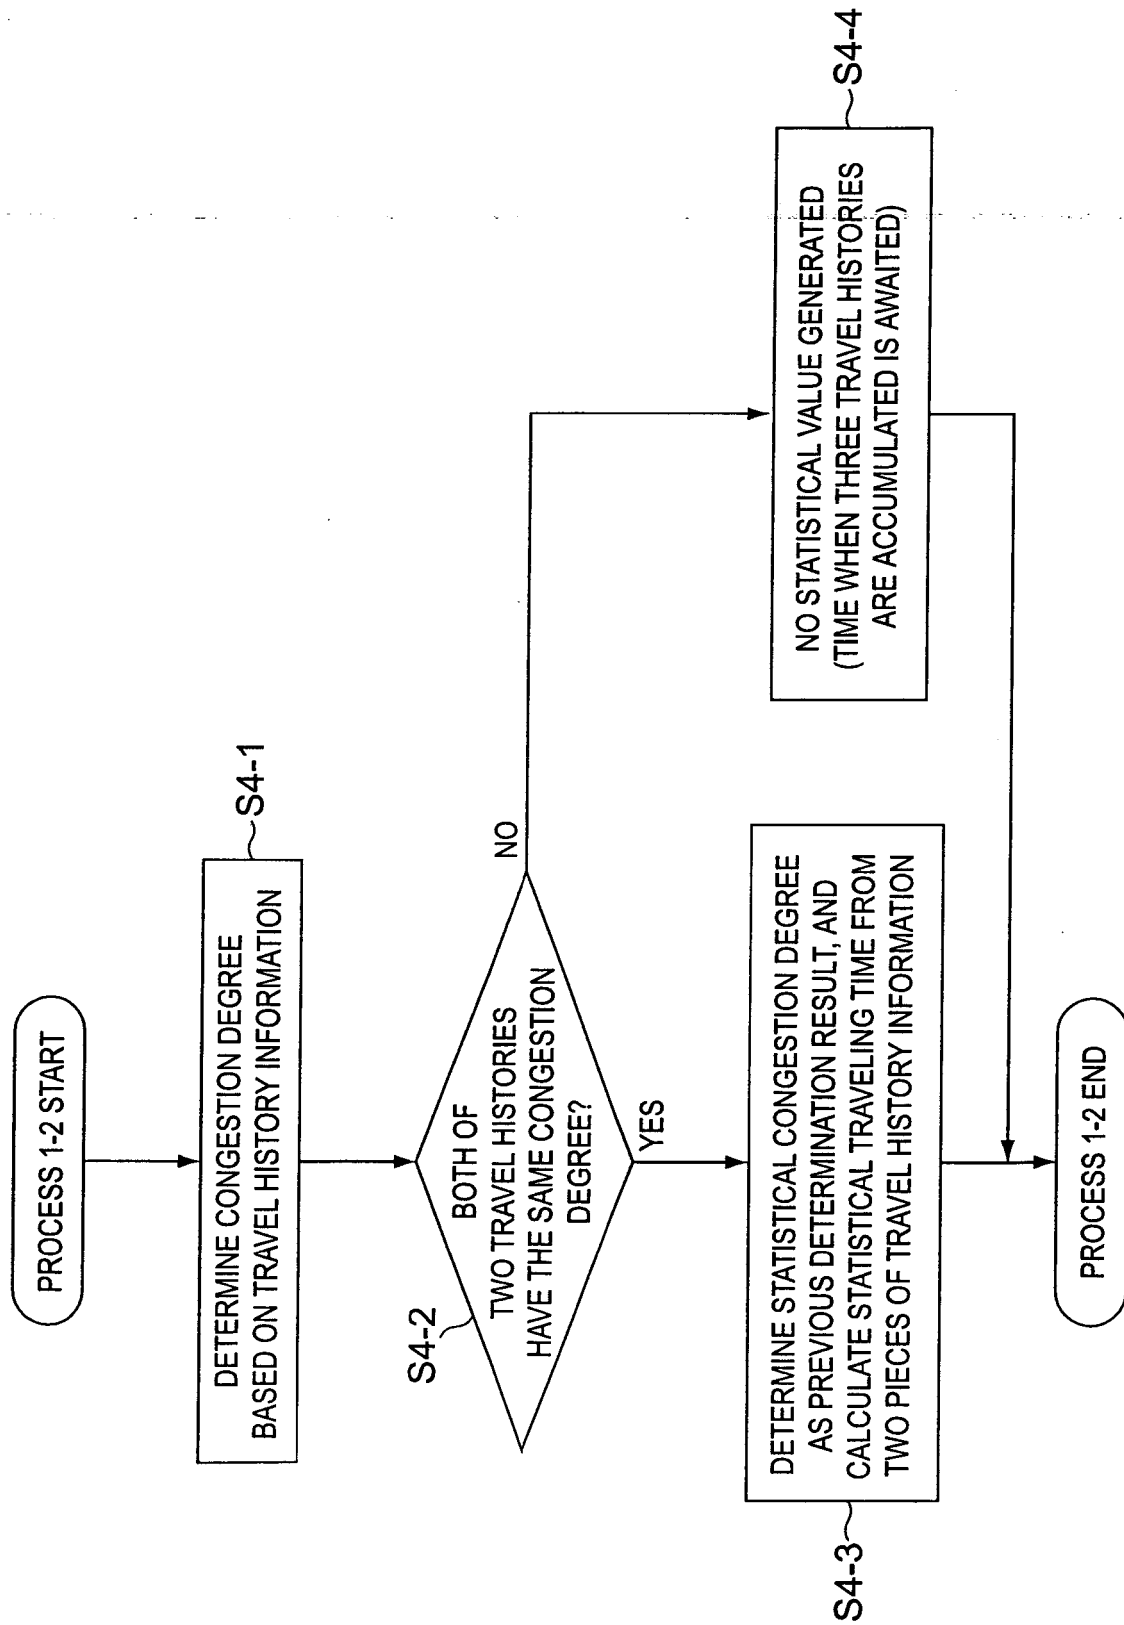 PROCESS 1-2 START
S4-1
DETERMINE CONGESTION DEGREE
BASED ON TRAVEL HISTORY INFORMATION
S4-2
BOTH OF
TWO TRAVEL HISTORIES
HAVE THE SAME CONGESTION
DEGREE?
NO
YES
S4-3
DETERMINE STATISTICAL CONGESTION DEGREE
AS PREVIOUS DETERMINATION RESULT, AND
CALCULATE STATISTICAL TRAVELING TIME FROM
TWO PIECES OF TRAVEL HISTORY INFORMATION
S4-4
NO STATISTICAL VALUE GENERATED
(TIME WHEN THREE TRAVEL HISTORIES
ARE ACCUMULATED IS AWAITED)
PROCESS 1-2 END